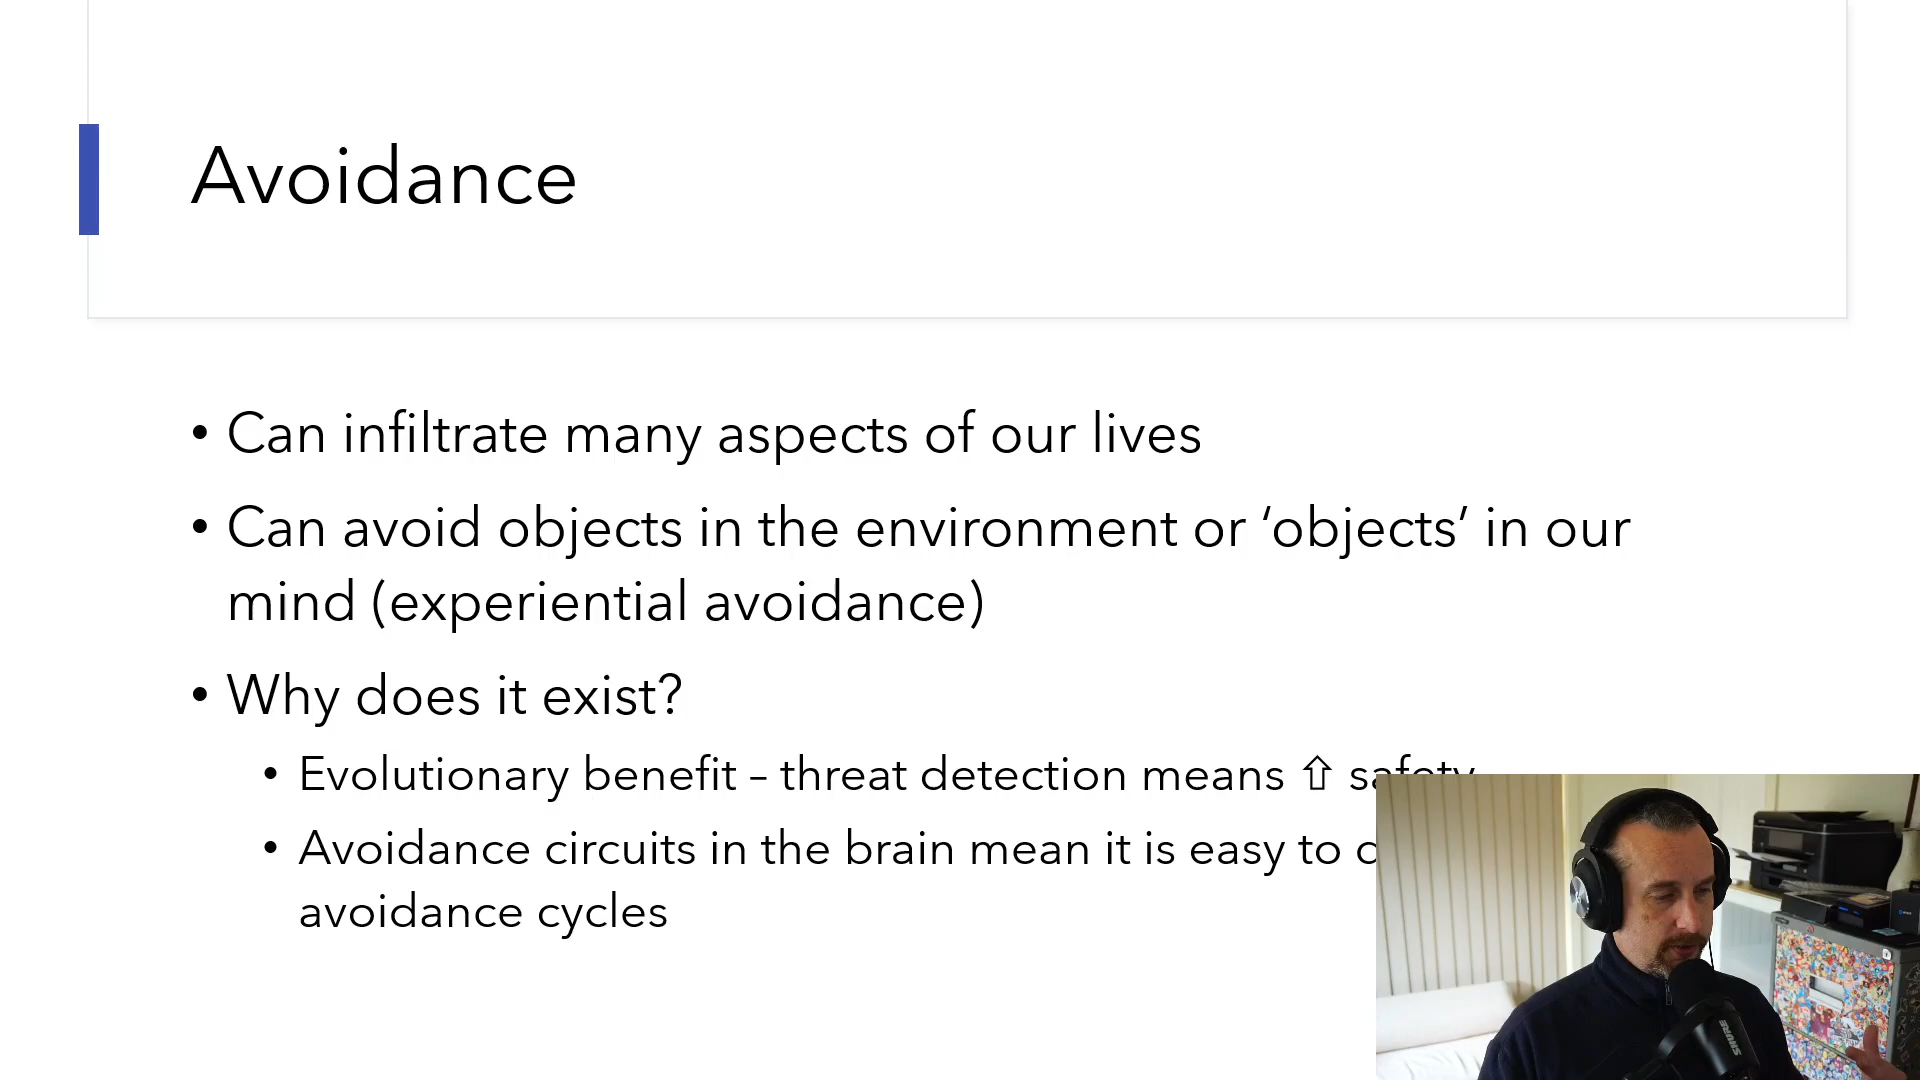 Avoidance
• Can infiltrate many aspects of our lives
• Can avoid objects in the environment or ‘objects’ in our
mind (experiential avoidance)
• Why does it exist?
• Evolutionary benefit – threat detection means ⇧ safety
• Avoidance circuits in the brain mean it is easy to
avoidance cycles
SHURE